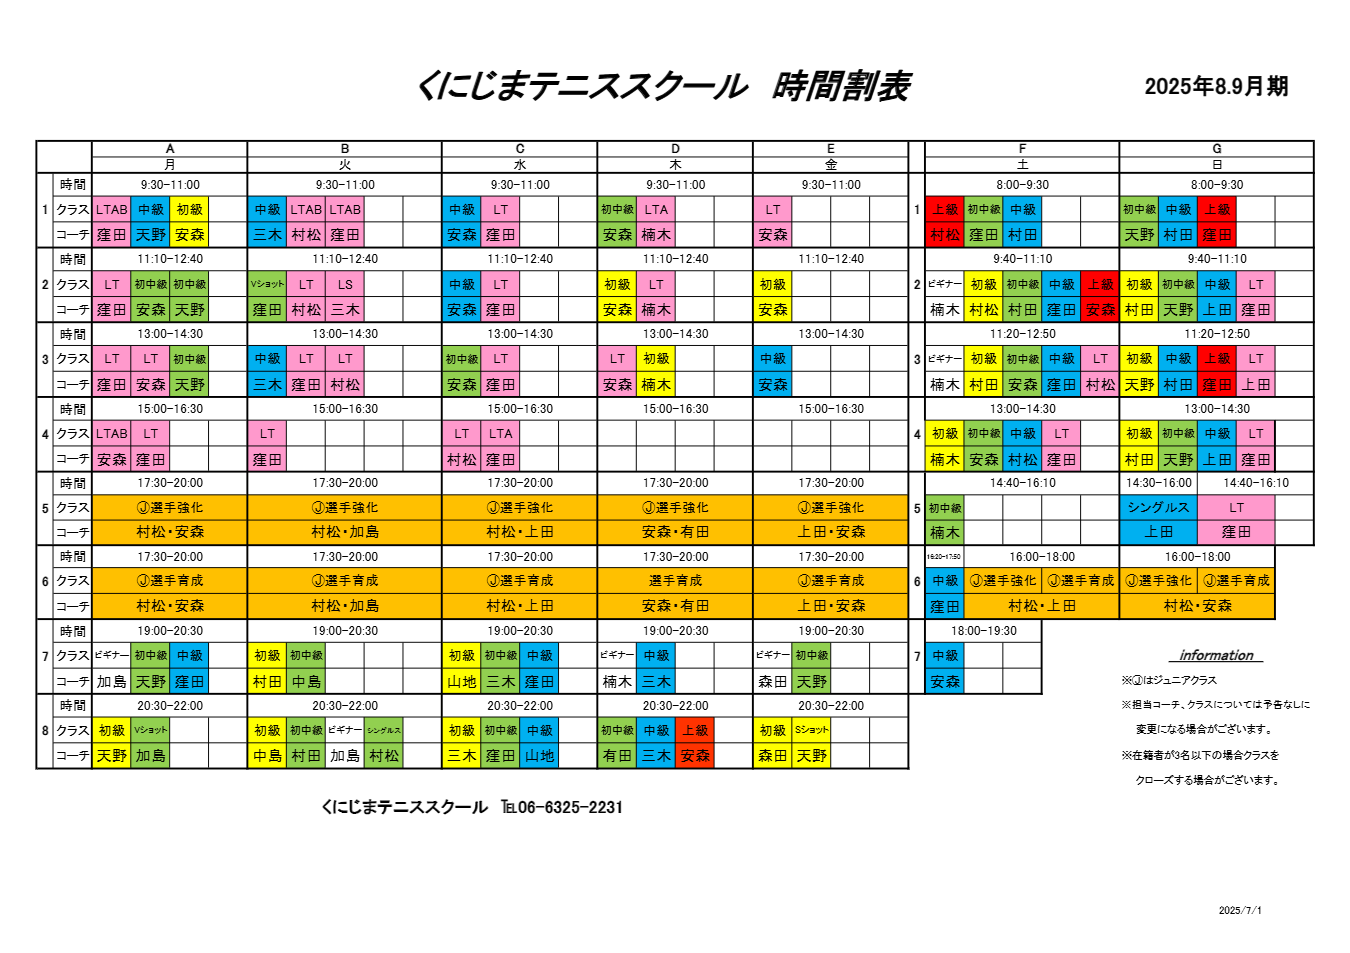 くにじまテニススクール　時間割表　2025年8.9月期
A B C D E F G
月 火 水 木 金 土 日
時間 9:30-11:00 9:30-11:00 9:30-11:00 9:30-11:00 9:30-11:00 8:00-9:30 8:00-9:30
1 クラス LTAB 中級 初級 中級 LTAB LTAB 中級 LT 初中級 LTA LT 1 上級 初中級 中級 初中級 中級 上級
コーチ 窪田 天野 安森 三木 村松 窪田 安森 窪田 安森 楠木 安森 村松 窪田 村田 天野 村田 窪田
時間 11:10-12:40 11:10-12:40 11:10-12:40 11:10-12:40 11:10-12:40 9:40-11:10 9:40-11:10
2 クラス LT 初中級 初中級 Vショット LT LS 中級 LT 初級 LT 初級 2 ビギナー 初級 初中級 中級 上級 初級 初中級 中級 LT
コーチ 窪田 安森 天野 窪田 村松 三木 安森 窪田 安森 楠木 安森 楠木 村松 村田 窪田 安森 村田 天野 上田 窪田
時間 13:00-14:30 13:00-14:30 13:00-14:30 13:00-14:30 13:00-14:30 11:20-12:50 11:20-12:50
3 クラス LT LT 初中級 中級 LT LT 初中級 LT LT 初級 中級 3 ビギナー 初級 初中級 中級 LT 初級 中級 上級 LT
コーチ 窪田 安森 天野 三木 窪田 村松 安森 窪田 安森 楠木 安森 楠木 村田 安森 窪田 村松 天野 村田 窪田 上田
時間 15:00-16:30 15:00-16:30 15:00-16:30 15:00-16:30 15:00-16:30 13:00-14:30 13:00-14:30
4 クラス LTAB LT LT LT LTA 4 初級 初中級 中級 LT 初級 初中級 中級 LT
コーチ 安森 窪田 窪田 村松 窪田 楠木 安森 村松 窪田 村田 天野 上田 窪田
時間 17:30-20:00 17:30-20:00 17:30-20:00 17:30-20:00 17:30-20:00 14:40-16:10 14:30-16:00 14:40-16:10
5 クラス Ⓙ選手強化 Ⓙ選手強化 Ⓙ選手強化 Ⓙ選手強化 Ⓙ選手強化 5 初中級 シングルス LT
コーチ 村松・安森 村松・加島 村松・上田 安森・有田 上田・安森 楠木 上田 窪田
時間 17:30-20:00 17:30-20:00 17:30-20:00 17:30-20:00 17:30-20:00 16:20-17:50 16:00-18:00 16:00-18:00
6 クラス Ⓙ選手育成 Ⓙ選手育成 Ⓙ選手育成 選手育成 Ⓙ選手育成 6 中級 Ⓙ選手強化 Ⓙ選手育成 Ⓙ選手強化 Ⓙ選手育成
コーチ 村松・安森 村松・加島 村松・上田 安森・有田 上田・安森 窪田 村松・上田 村松・安森
時間 19:00-20:30 19:00-20:30 19:00-20:30 19:00-20:30 19:00-20:30 18:00-19:30
7 クラス ビギナー 初中級 中級 初級 初中級 初級 初中級 中級 ビギナー 中級 ビギナー 初中級 7 中級
コーチ 加島 天野 窪田 村田 中島 山地 三木 窪田 楠木 三木 森田 天野 安森
時間 20:30-22:00 20:30-22:00 20:30-22:00 20:30-22:00 20:30-22:00
8 クラス 初級 Vショット 初級 初中級 ビギナー シングルス 初級 初中級 中級 初中級 中級 上級 初級 Sショット
コーチ 天野 加島 中島 村田 加島 村松 三木 窪田 山地 有田 三木 安森 森田 天野
information
※Ⓙはジュニアクラス
※担当コーチ、クラスについては予告なしに
変更になる場合がございます。
※在籍者が3名以下の場合クラスを
クローズする場合がございます。
くにじまテニススクール　℡06-6325-2231
2025/7/1